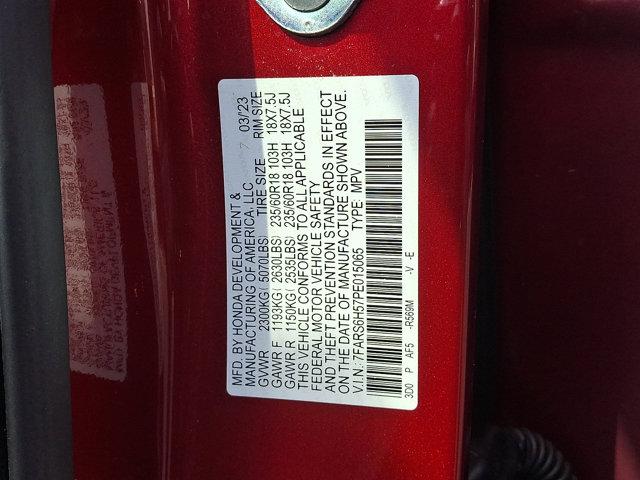 MFD. BY HONDA DEVELOPMENT &
MANUFACTURING OF AMERICA, LLC 03/'23
GVWR 2300KG( 5070LBS) TIRE SIZE RIM SIZE
GAWR F 1193KG( 2630LBS) 235/60R18 103H 18X7.5J
GAWR R 1150KG( 2535LBS) 235/60R18 103H 18X7.5J
THIS VEHICLE CONFORMS TO ALL APPLICABLE
FEDERAL MOTOR VEHICLE SAFETY
AND THEFT PREVENTION STANDARDS IN EFFECT
ON THE DATE OF MANUFACTURE SHOWN ABOVE.
V.I.N.: 7FARS6H57PE015065 TYPE: MPV
3D0 P AF5 -R569M -V -E